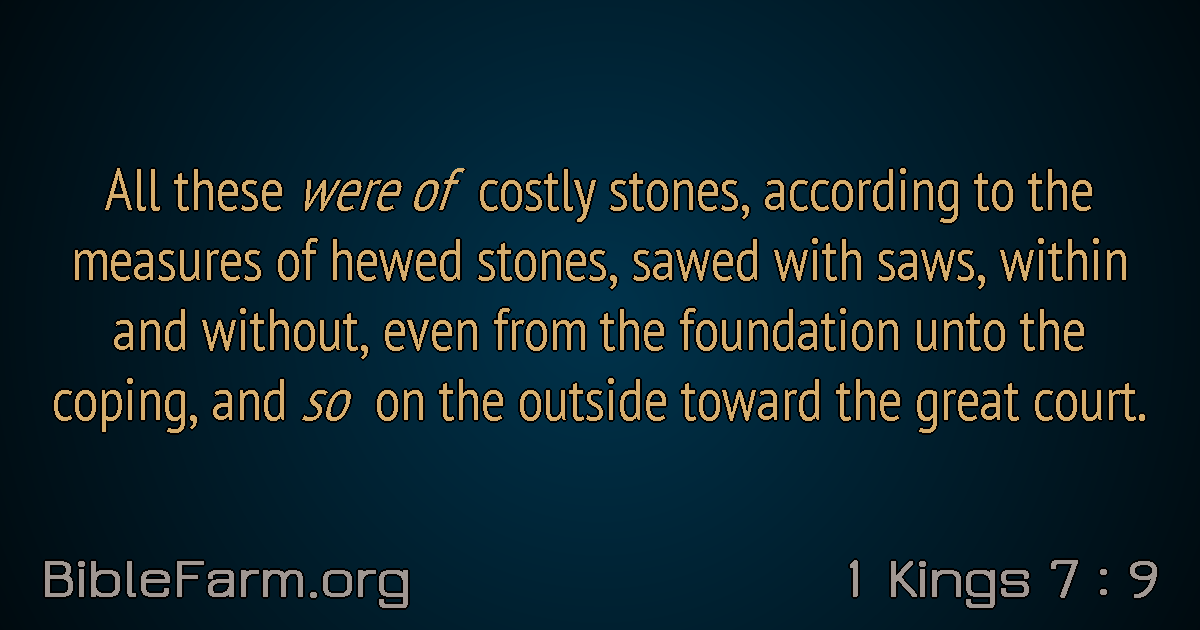 All these were of costly stones, according to the
measures of hewed stones, sawed with saws, within
and without, even from the foundation unto the
coping, and so on the outside toward the great court.
BibleFarm.org
1 Kings 7 : 9